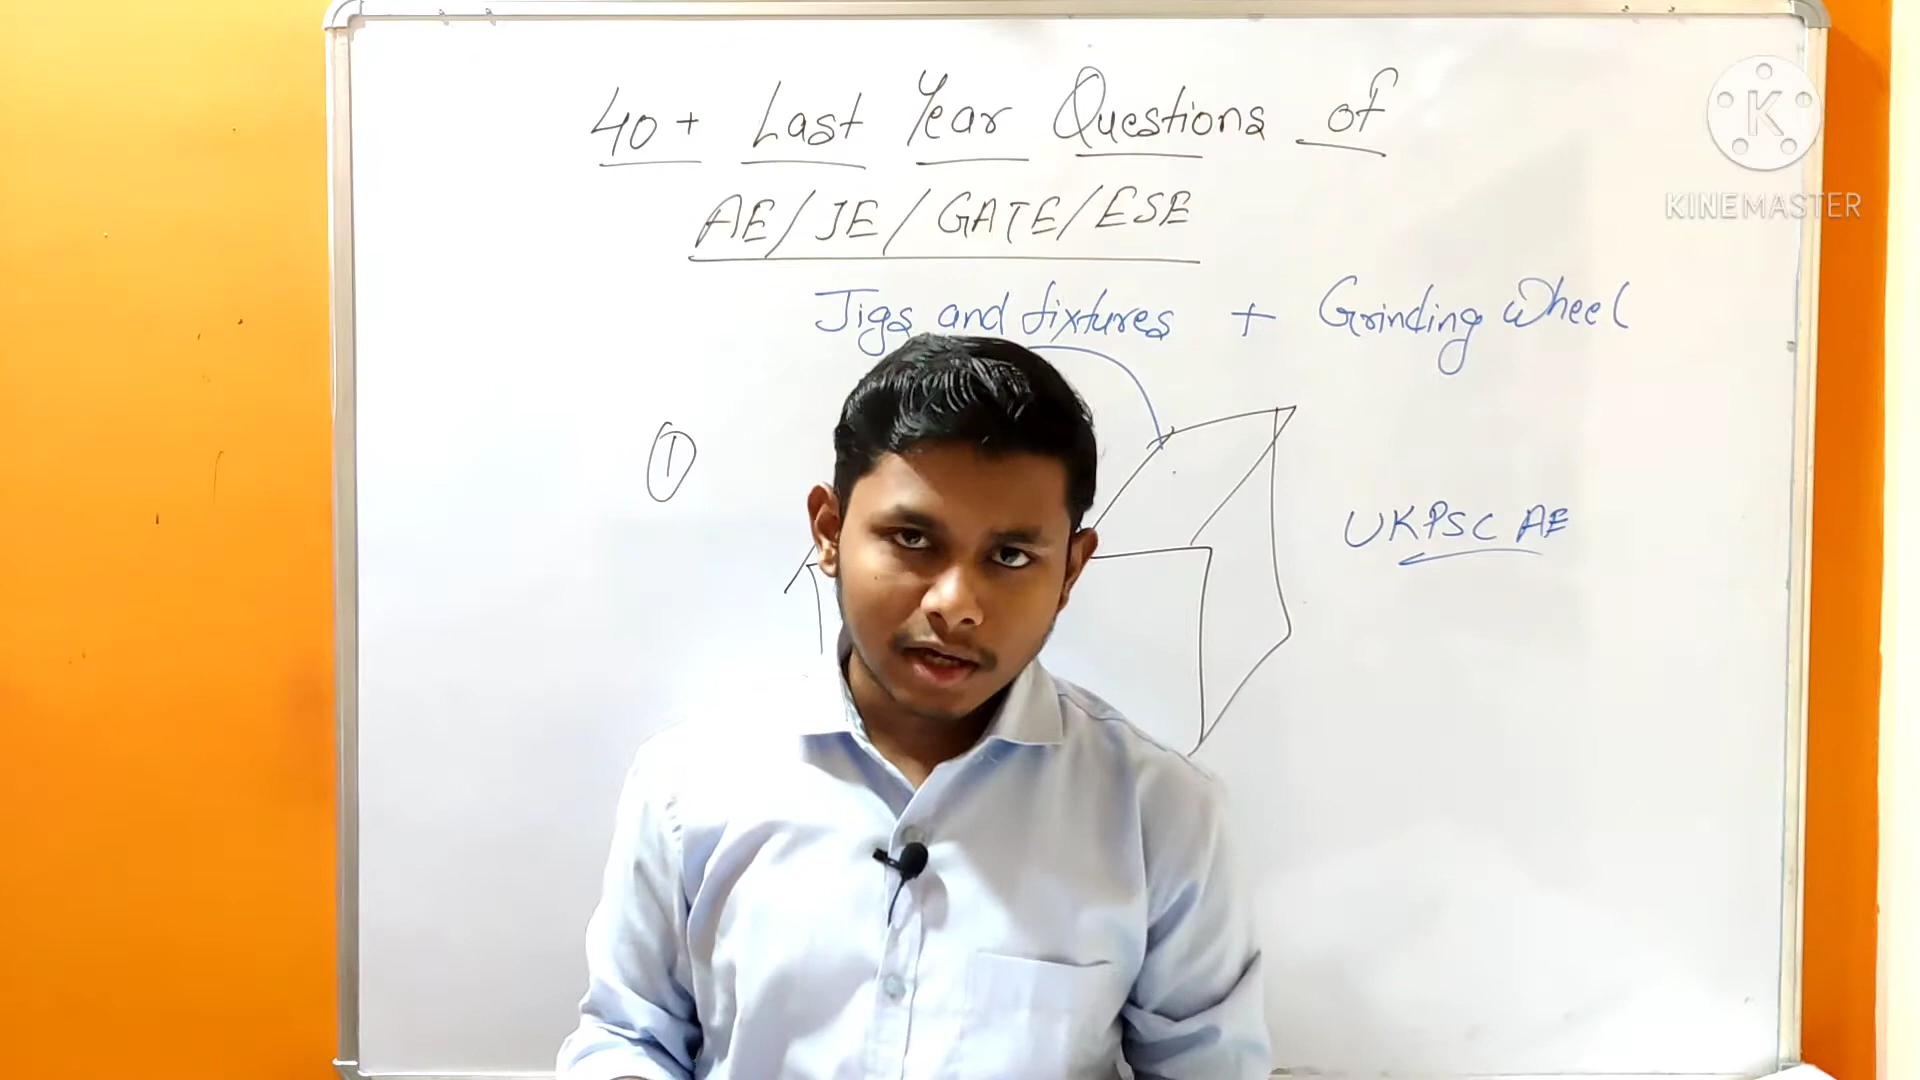 40+ Last Year Questions of
AE/JE/GATE/ESE
Jigs and fixtures + Grinding Wheel
①
UKPSC AE
K
KINEMASTER